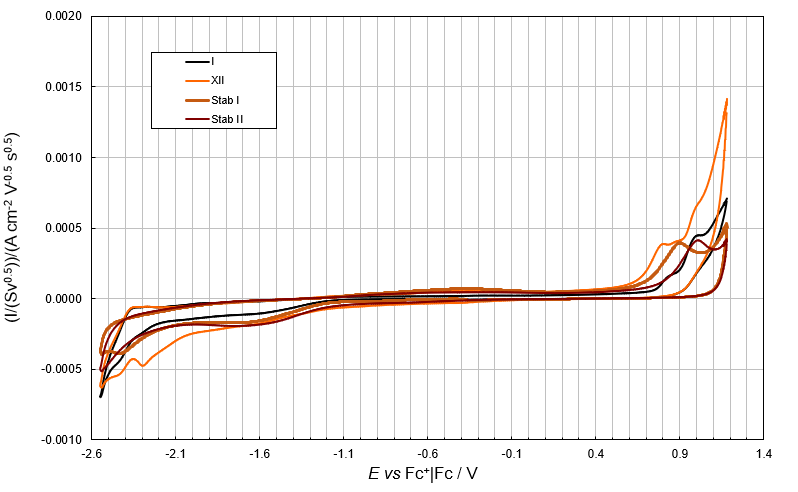 0.0020
0.0015
0.0010
0.0005
0.0000
-0.0005
-0.0010
(I/(Sv^0.5))/(A cm^-2 V^-0.5 s^0.5)
I
XII
Stab I
Stab II
-2.6 -2.1 -1.6 -1.1 -0.6 -0.1 0.4 0.9 1.4
E vs Fc⁺|Fc / V